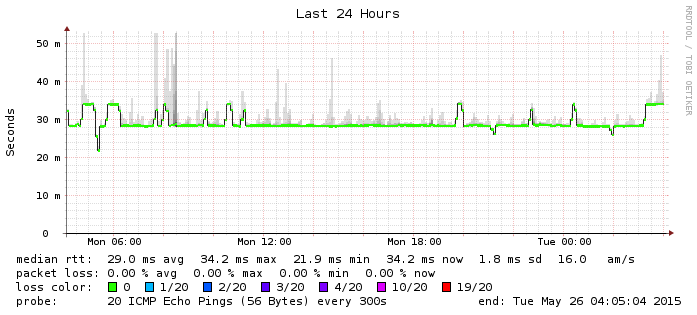 Last 24 Hours
RRDTOOL / TOBI OETIKER
Seconds
50 m
40 m
30 m
20 m
10 m
0
Mon 06:00 Mon 12:00 Mon 18:00 Tue 00:00
median rtt: 29.0 ms avg 34.2 ms max 21.9 ms min 34.2 ms now 1.8 ms sd 16.0 am/s
packet loss: 0.00 % avg 0.00 % max 0.00 % min 0.00 % now
loss color: 0 1/20 2/20 3/20 4/20 10/20 19/20
probe: 20 ICMP Echo Pings (56 Bytes) every 300s end: Tue May 26 04:05:04 2015